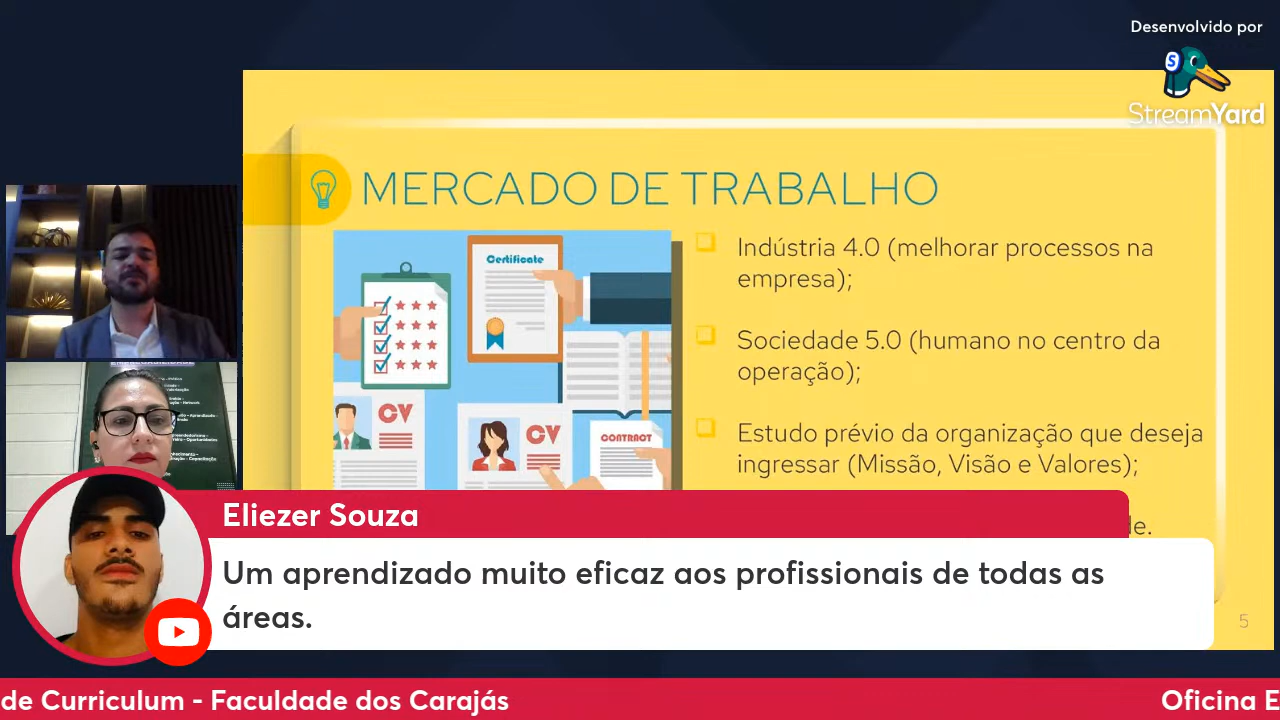 Desenvolvido por
StreamYard
MERCADO DE TRABALHO
Certificate
CV
CV
CONTRACT
Indústria 4.0 (melhorar processos na
empresa);
Sociedade 5.0 (humano no centro da
operação);
Estudo prévio da organização que deseja
ingressar (Missão, Visão e Valores);
de.
5
Eliezer Souza
Um aprendizado muito eficaz aos profissionais de todas as
áreas.
de Curriculum - Faculdade dos Carajás
Oficina E